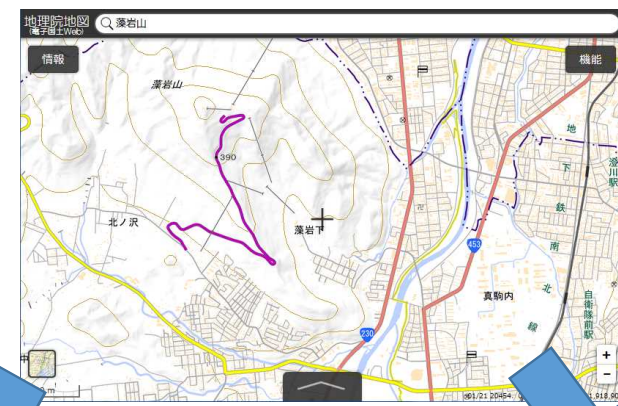 地理院地図
(電子国土Web)
藻岩山
情報
機能
藻岩山
390
北ノ沢
藻岩下
453
230
真駒内
地
下
鉄
南
北
線
澄川駅
自衛隊前駅
+
−